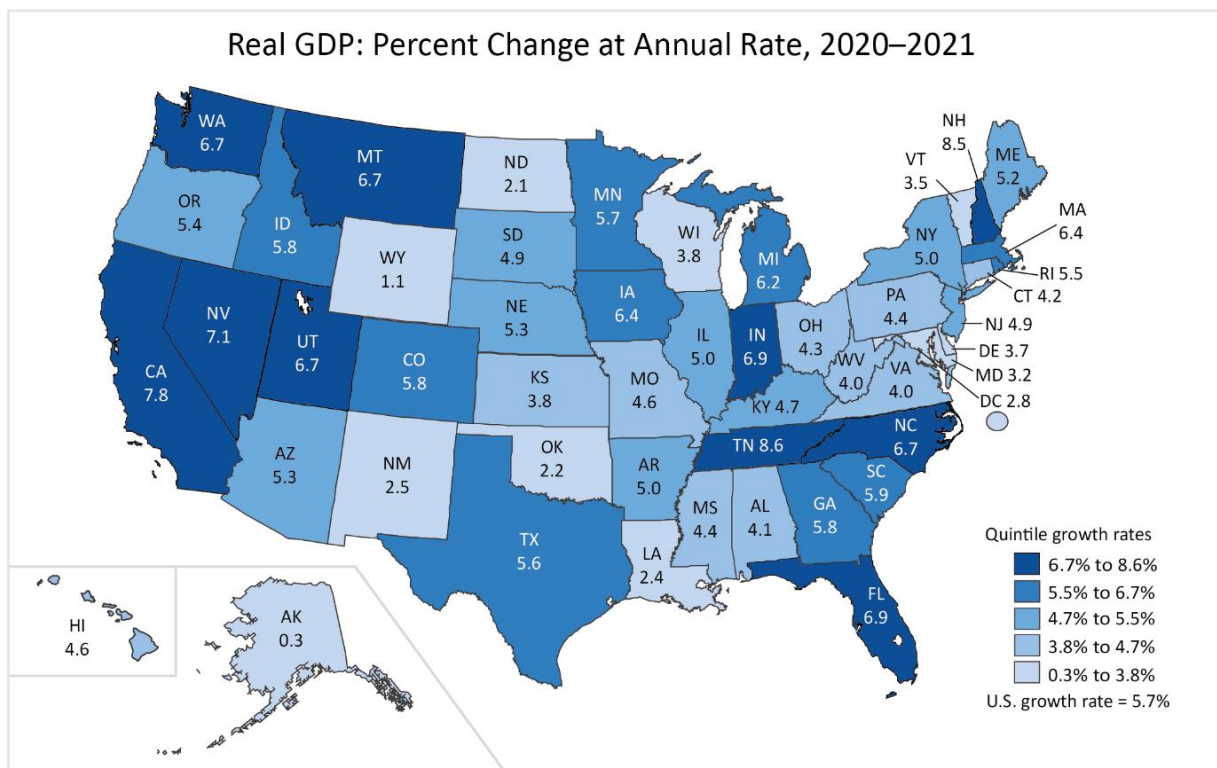 Real GDP: Percent Change at Annual Rate, 2020–2021
WA
6.7
MT
6.7
ND
2.1
MN
5.7
NH
8.5
VT
3.5
ME
5.2
OR
5.4
ID
5.8
WY
1.1
SD
4.9
WI
3.8
MI
6.2
NY
5.0
MA
6.4
RI 5.5
CT 4.2
NV
7.1
UT
6.7
CO
5.8
NE
5.3
IA
6.4
IL
5.0
IN
6.9
OH
4.3
PA
4.4
NJ 4.9
DE 3.7
MD 3.2
DC 2.8
CA
7.8
KS
3.8
MO
4.6
KY 4.7
WV
4.0
VA
4.0
AZ
5.3
NM
2.5
OK
2.2
AR
5.0
TN 8.6
NC
6.7
SC
5.9
TX
5.6
LA
2.4
MS
4.4
AL
4.1
GA
5.8
FL
6.9
HI
4.6
AK
0.3
Quintile growth rates
6.7% to 8.6%
5.5% to 6.7%
4.7% to 5.5%
3.8% to 4.7%
0.3% to 3.8%
U.S. growth rate = 5.7%